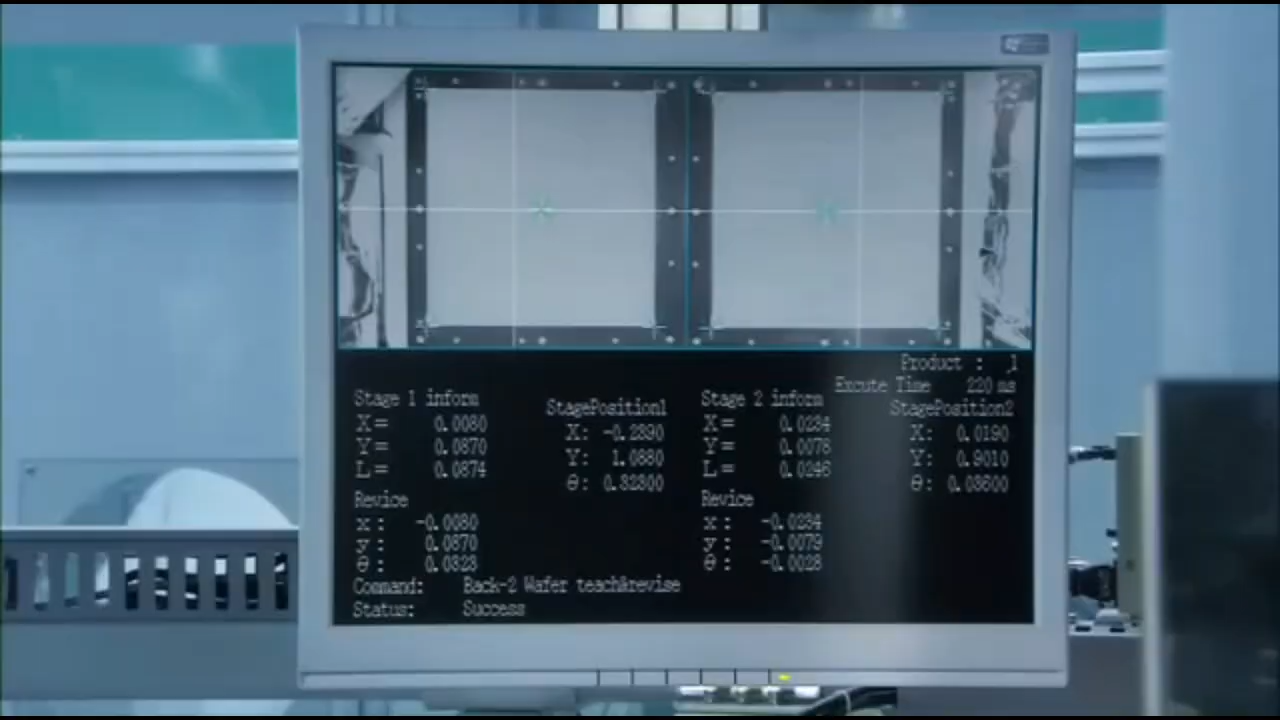 Product : 1
Excute Time 220 ms
Stage 1 inform
X= 0.0080
Y= 0.0870
L= 0.0874
StagePosition1
X: -0.2390
Y: 1.0880
θ: 0.32300
Stage 2 inform
X= 0.0234
Y= 0.0078
L= 0.0246
StagePosition2
X: 0.0190
Y: 0.9010
θ: 0.03600
Revice
x: -0.0080
y: 0.0870
θ: 0.0323
Revice
x: -0.0234
y: -0.0079
θ: -0.0028
Command: Back-2 Wafer teach&revise
Status: Success